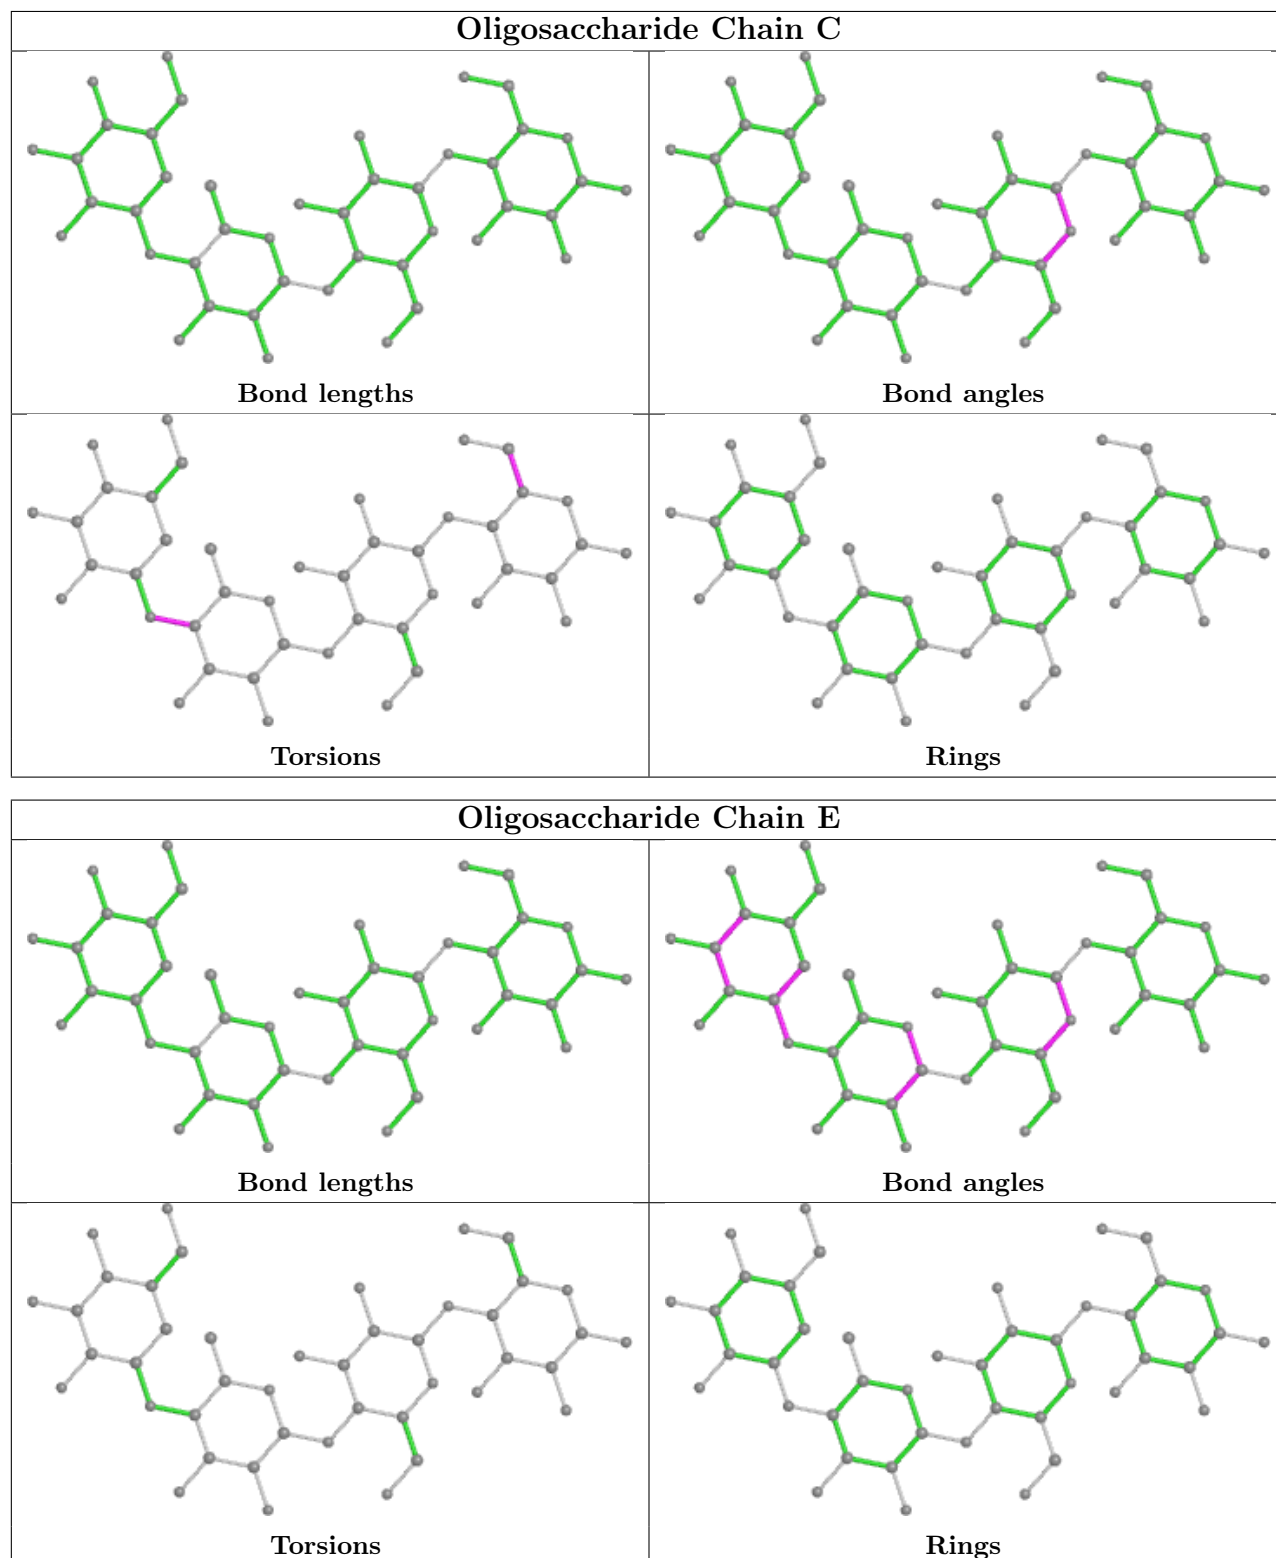 Oligosaccharide Chain C
Bond lengths
Bond angles
Torsions
Rings
Oligosaccharide Chain E
Bond lengths
Bond angles
Torsions
Rings